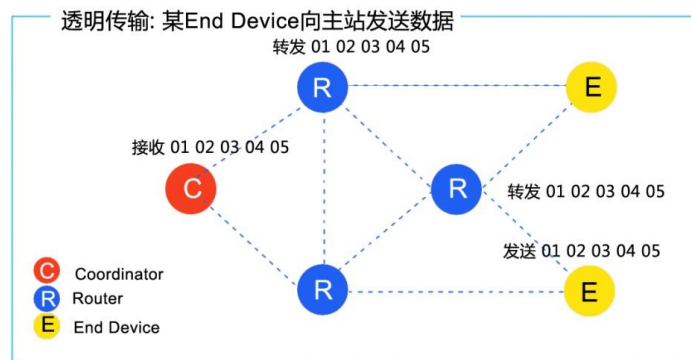 透明传输: 某End Device向主站发送数据
转发 01 02 03 04 05
R
E
接收 01 02 03 04 05
C
R
转发 01 02 03 04 05
发送 01 02 03 04 05
R
E
C Coordinator
R Router
E End Device